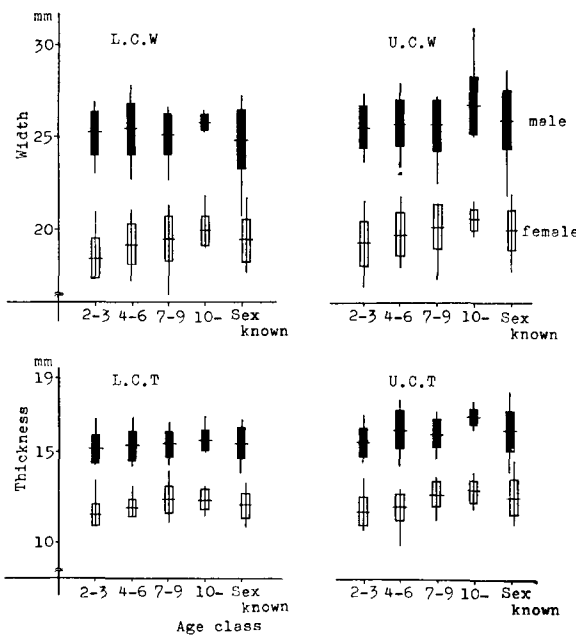 mm
L.C.W
U.C.W
30
Width
25
male
20
female
2-3 4-6 7-9 10- Sex known
2-3 4-6 7-9 10- Sex known
mm
L.C.T
U.C.T
19
Thickness
15
10
2-3 4-6 7-9 10- Sex known
2-3 4-6 7-9 10- Sex known
Age class